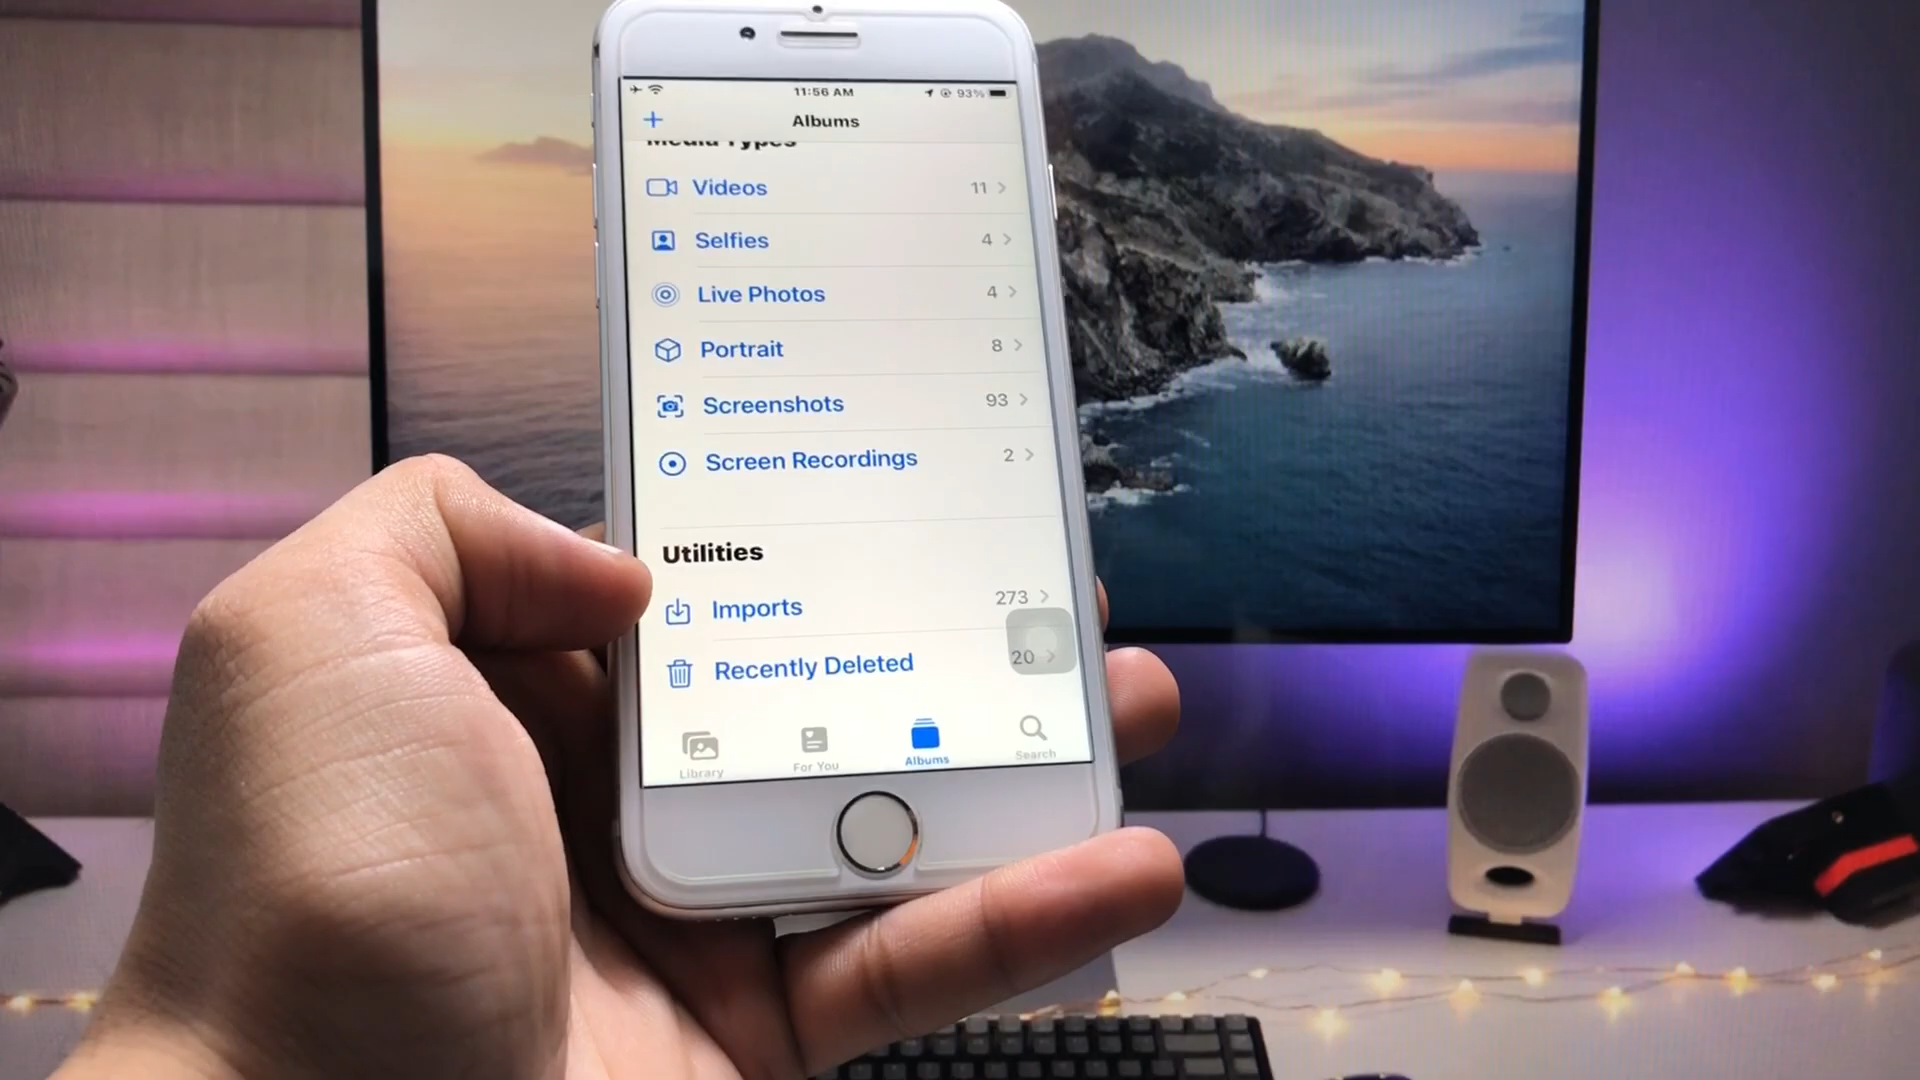 11:56 AM
93%
Albums
Media Types
Videos 11
Selfies 4
Live Photos 4
Portrait 8
Screenshots 93
Screen Recordings 2
Utilities
Imports 273
Recently Deleted 20
Library For You Albums Search